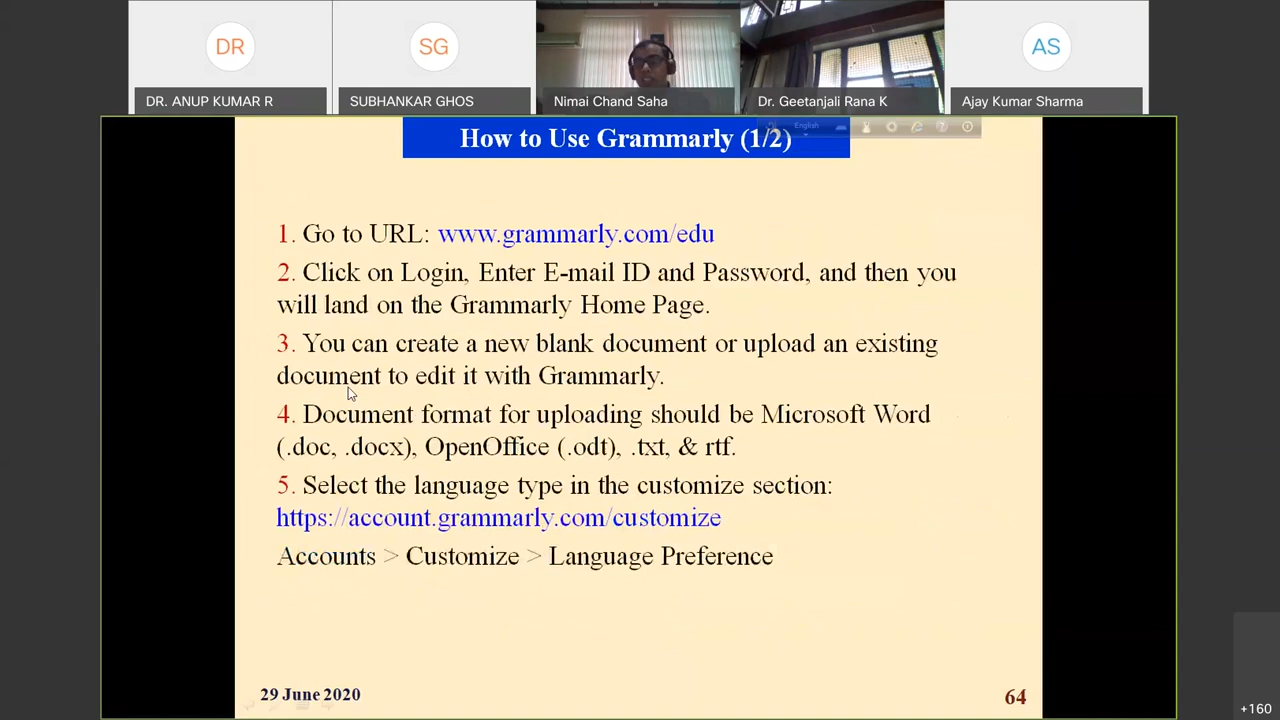 DR
SG
AS
DR. ANUP KUMAR R
SUBHANKAR GHOS
Nimai Chand Saha
Dr. Geetanjali Rana K
Ajay Kumar Sharma
English
How to Use Grammarly (1/2)
1. Go to URL: www.grammarly.com/edu
2. Click on Login, Enter E-mail ID and Password, and then you
will land on the Grammarly Home Page.
3. You can create a new blank document or upload an existing
document to edit it with Grammarly.
4. Document format for uploading should be Microsoft Word
(.doc, .docx), OpenOffice (.odt), .txt, & rtf.
5. Select the language type in the customize section:
https://account.grammarly.com/customize
Accounts > Customize > Language Preference
29 June 2020
64
+160